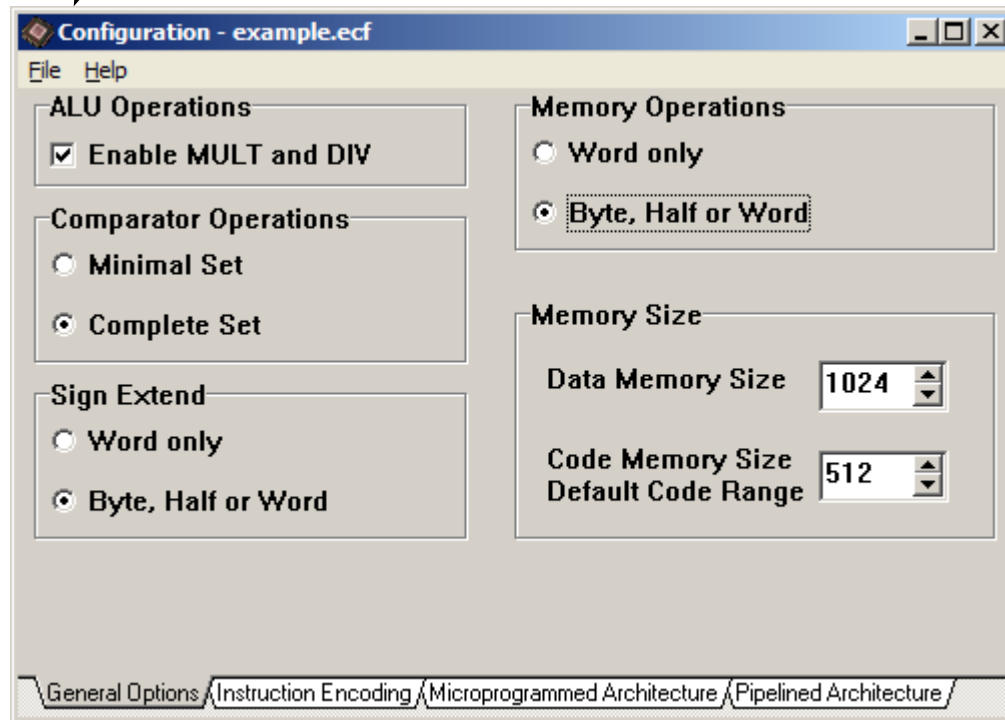 Configuration - example.ecf
File Help
ALU Operations
Enable MULT and DIV
Comparator Operations
Minimal Set
Complete Set
Sign Extend
Word only
Byte, Half or Word
Memory Operations
Word only
Byte, Half or Word
Memory Size
Data Memory Size 1024
Code Memory Size
Default Code Range 512
General Options Instruction Encoding Microprogrammed Architecture Pipelined Architecture